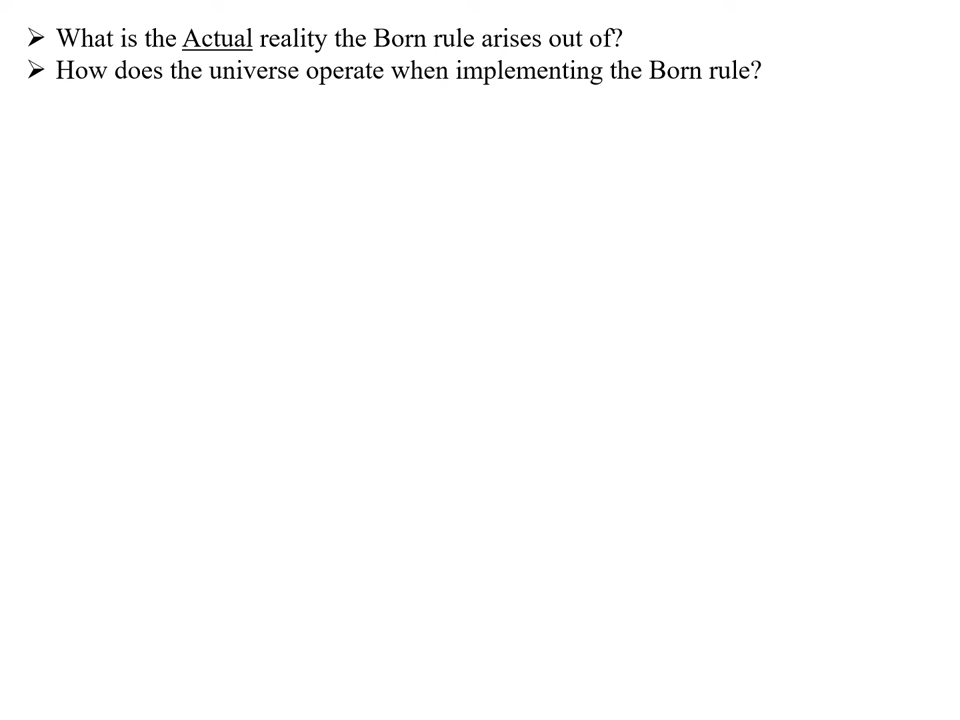 ➢ What is the Actual reality the Born rule arises out of?
➢ How does the universe operate when implementing the Born rule?